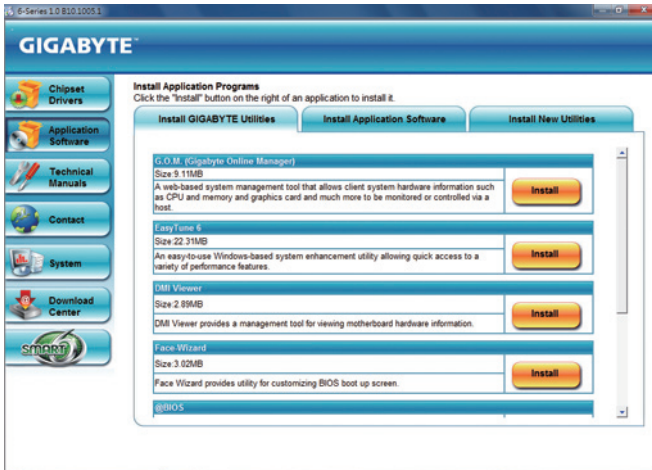 6-Series 1.0 B10.1005.1
GIGABYTE™
Chipset
Drivers
Application
Software
Technical
Manuals
Contact
System
Download
Center
SMART
Install Application Programs
Click the "Install" button on the right of an application to install it.
Install GIGABYTE Utilities
Install Application Software
Install New Utilities
G.O.M. (Gigabyte Online Manager)
Size:9.11MB
A web-based system management tool that allows client system hardware information such
as CPU and memory and graphics card and much more to be monitored or controlled via a
host.
Install
EasyTune 6
Size:22.31MB
An easy-to-use Windows-based system enhancement utility allowing quick access to a
variety of performance features.
Install
DMI Viewer
Size:2.89MB
DMI Viewer provides a management tool for viewing motherboard hardware information.
Install
Face-Wizard
Size:3.02MB
Face Wizard provides utility for customizing BIOS boot up screen.
Install
@BIOS